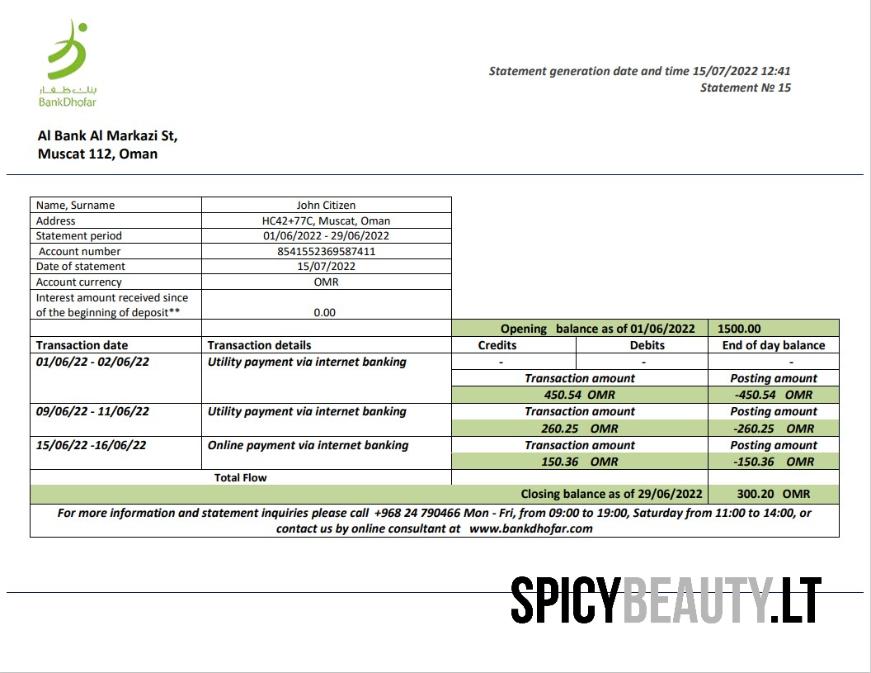 Statement generation date and time 15/07/2022 12:41
Statement № 15
بنك ظفار
BankDhofar
Al Bank Al Markazi St,
Muscat 112, Oman
Name, Surname John Citizen
Address HC42+77C, Muscat, Oman
Statement period 01/06/2022 - 29/06/2022
Account number 8541552369587411
Date of statement 15/07/2022
Account currency OMR
Interest amount received since
of the beginning of deposit** 0.00
Opening balance as of 01/06/2022 1500.00
Transaction date Transaction details Credits Debits End of day balance
01/06/22 - 02/06/22 Utility payment via internet banking - - -
Transaction amount Posting amount
450.54 OMR -450.54 OMR
09/06/22 - 11/06/22 Utility payment via internet banking Transaction amount Posting amount
260.25 OMR -260.25 OMR
15/06/22 -16/06/22 Online payment via internet banking Transaction amount Posting amount
150.36 OMR -150.36 OMR
Total Flow
Closing balance as of 29/06/2022 300.20 OMR
For more information and statement inquiries please call +968 24 790466 Mon - Fri, from 09:00 to 19:00, Saturday from 11:00 to 14:00, or
contact us by online consultant at www.bankdhofar.com
SPICYBEAUTY.LT